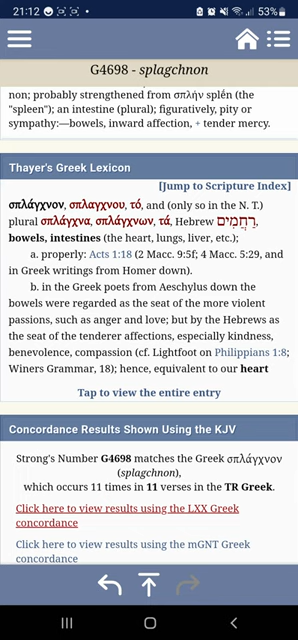 21:12
53%
G4698 - splagchnon
non; probably strengthened from σπλήν splén (the
"spleen"); an intestine (plural); figuratively, pity or
sympathy:—bowels, inward affection, + tender mercy.
Thayer's Greek Lexicon
[Jump to Scripture Index]
σπλάγχνον, σπλαγχνου, τό, and (only so in the N. T.)
plural σπλάγχνα, σπλάγχνων, τά, Hebrew רַחֲמִים,
bowels, intestines (the heart, lungs, liver, etc.);
a. properly: Acts 1:18 (2 Macc. 9:5f; 4 Macc. 5:29, and
in Greek writings from Homer down).
b. in the Greek poets from Aeschylus down the
bowels were regarded as the seat of the more violent
passions, such as anger and love; but by the Hebrews as
the seat of the tenderer affections, especially kindness,
benevolence, compassion (cf. Lightfoot on Philippians 1:8;
Winers Grammar, 18); hence, equivalent to our heart
Tap to view the entire entry
Concordance Results Shown Using the KJV
Strong's Number G4698 matches the Greek σπλάγχνον
(splagchnon),
which occurs 11 times in 11 verses in the TR Greek.
Click here to view results using the LXX Greek
concordance
Click here to view results using the mGNT Greek
concordance